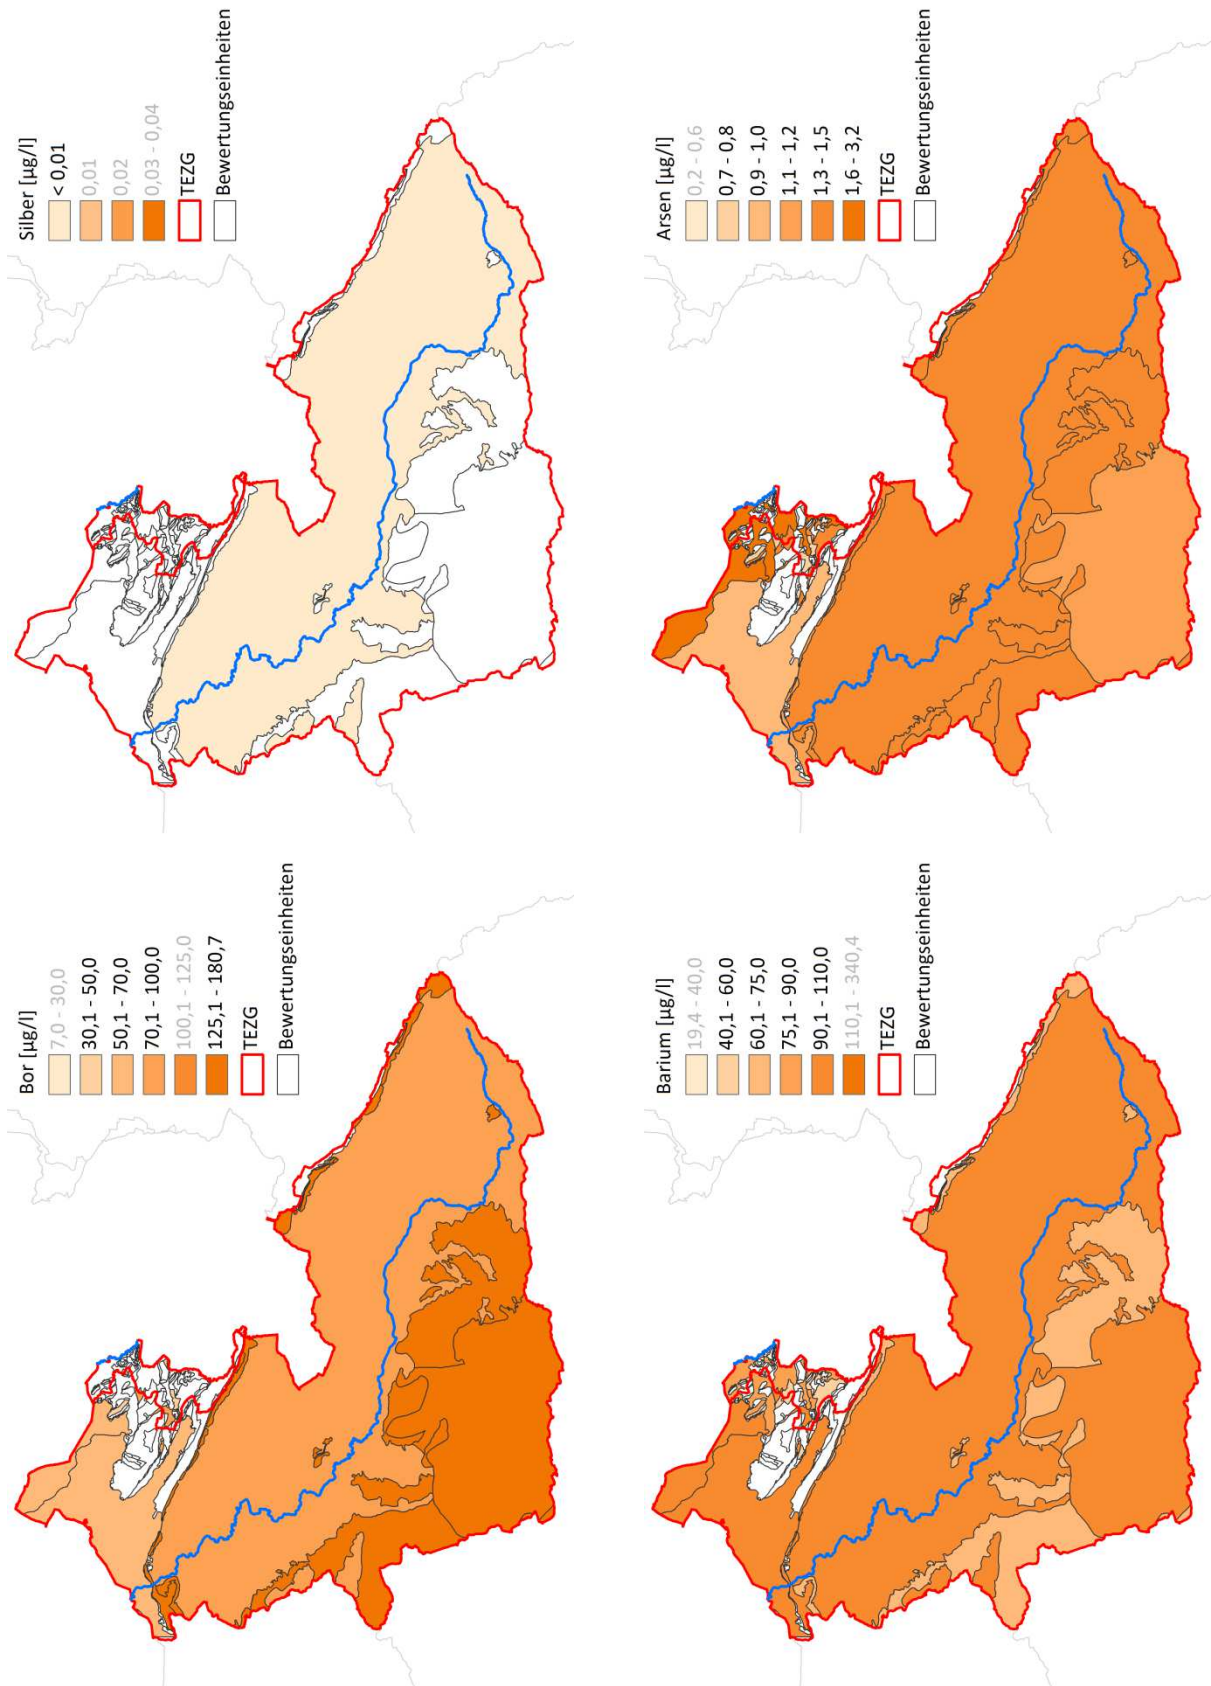 Bor [µg/l]
7,0 - 30,0
30,1 - 50,0
50,1 - 70,0
70,1 - 100,0
100,1 - 125,0
125,1 - 180,7
TEZG
Bewertungseinheiten
Silber [µg/l]
< 0,01
0,01
0,02
0,03 - 0,04
TEZG
Bewertungseinheiten
Barium [µg/l]
19,4 - 40,0
40,1 - 60,0
60,1 - 75,0
75,1 - 90,0
90,1 - 110,0
110,1 - 340,4
TEZG
Bewertungseinheiten
Arsen [µg/l]
0,2 - 0,6
0,7 - 0,8
0,9 - 1,0
1,1 - 1,2
1,3 - 1,5
1,6 - 3,2
TEZG
Bewertungseinheiten